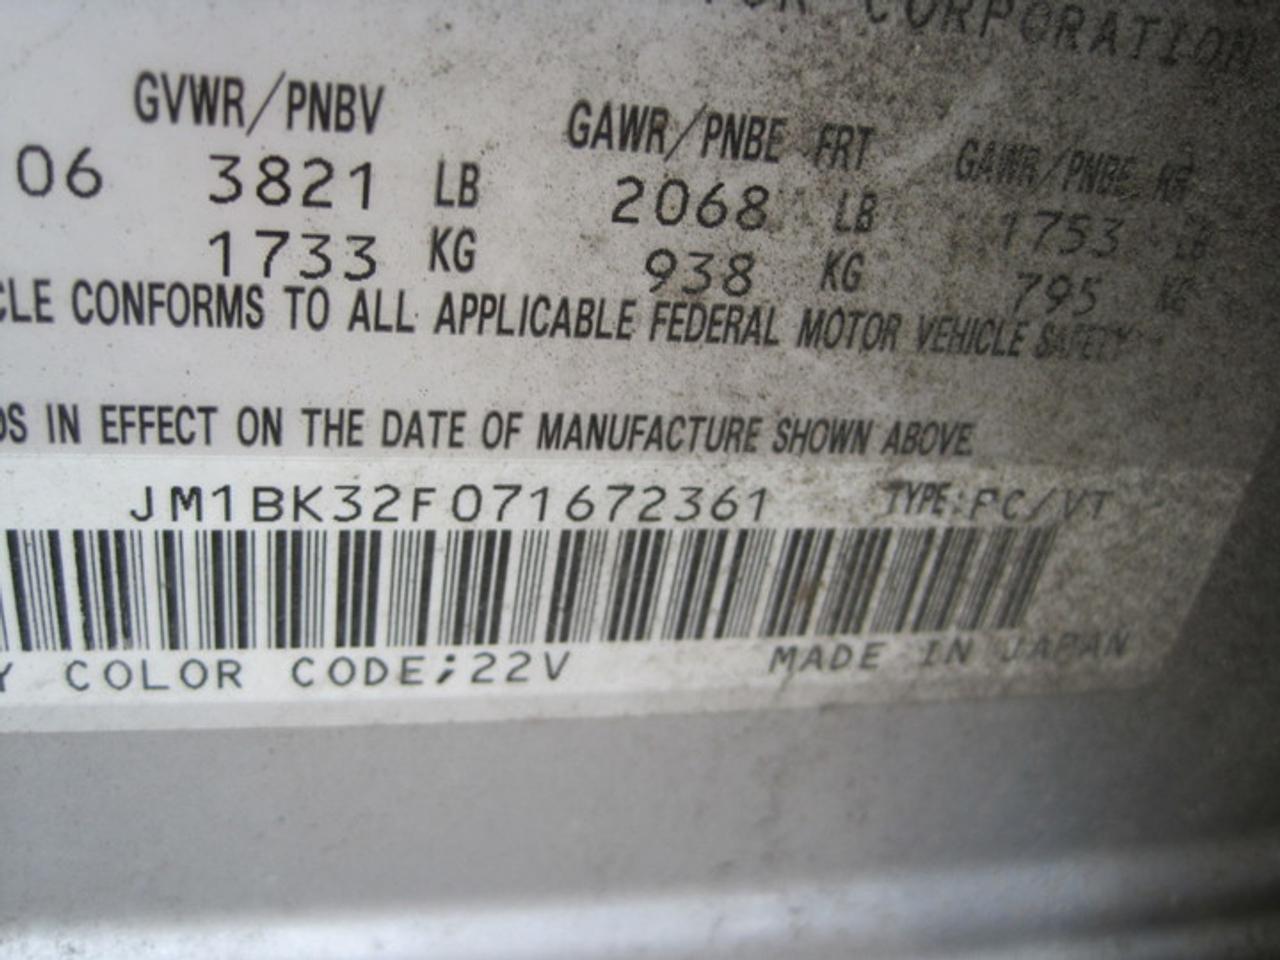 CORPORATION
GVWR/PNBV GAWR/PNBE FRT GAWR/PNBE RR
06 3821 LB 2068 LB 1753 LB
1733 KG 938 KG 795 KG
CLE CONFORMS TO ALL APPLICABLE FEDERAL MOTOR VEHICLE SAFETY
DS IN EFFECT ON THE DATE OF MANUFACTURE SHOWN ABOVE
JM1BK32F071672361 TYPE:PC/VT
Y COLOR CODE;22V MADE IN JAPAN